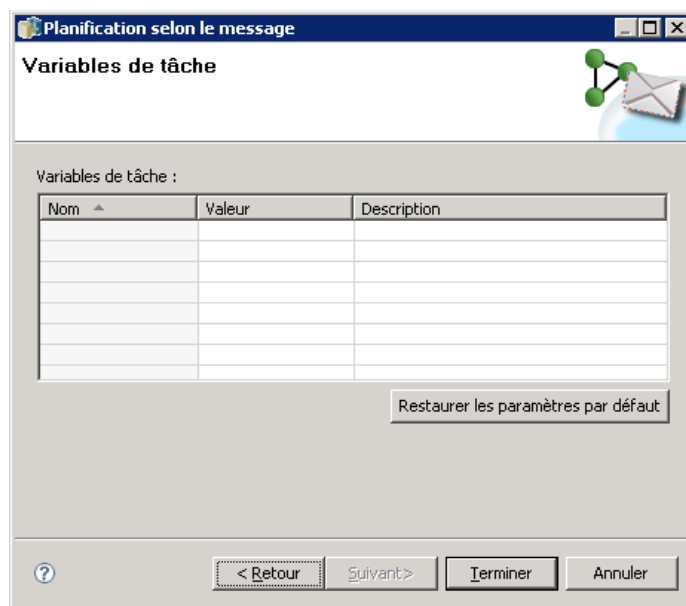 Planification selon le message
Variables de tâche
Variables de tâche :
Nom Valeur Description
Restaurer les paramètres par défaut
? < Retour Suivant> Terminer Annuler